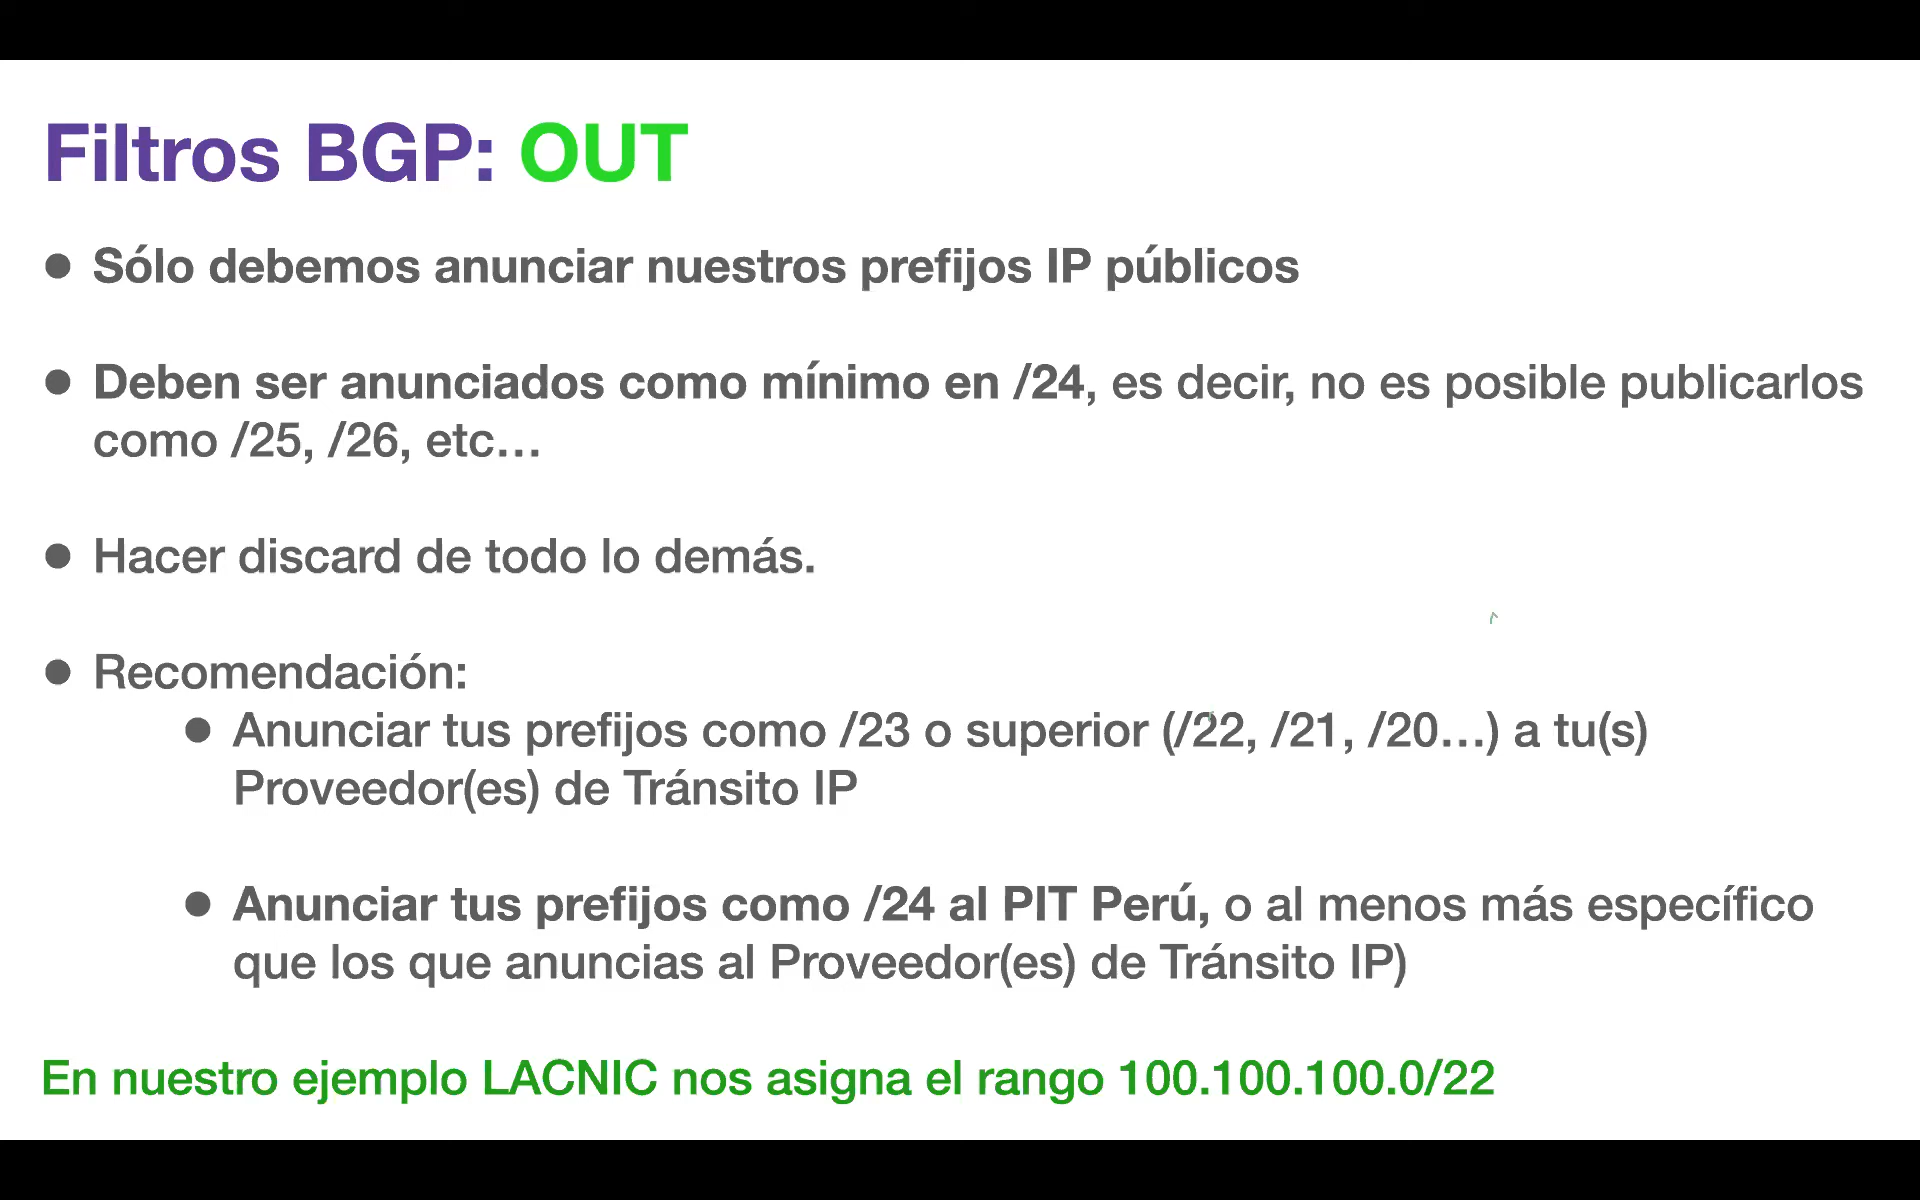 Filtros BGP: OUT
● Sólo debemos anunciar nuestros prefijos IP públicos
● Deben ser anunciados como mínimo en /24, es decir, no es posible publicarlos
como /25, /26, etc…
● Hacer discard de todo lo demás.
● Recomendación:
● Anunciar tus prefijos como /23 o superior (/22, /21, /20…) a tu(s)
Proveedor(es) de Tránsito IP
● Anunciar tus prefijos como /24 al PIT Perú, o al menos más específico
que los que anuncias al Proveedor(es) de Tránsito IP)
En nuestro ejemplo LACNIC nos asigna el rango 100.100.100.0/22